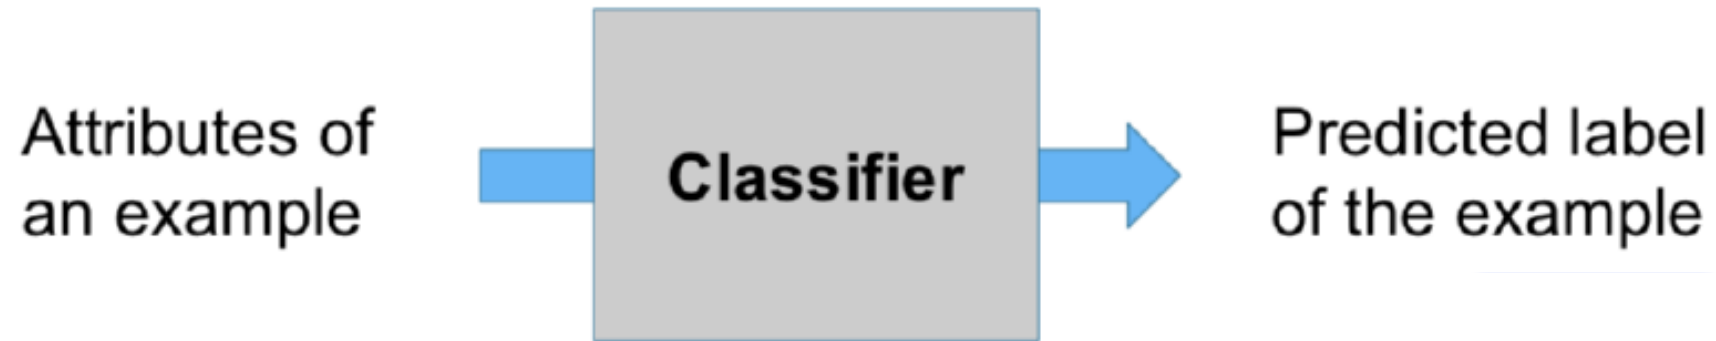 Attributes of
an example
Classifier
Predicted label
of the example